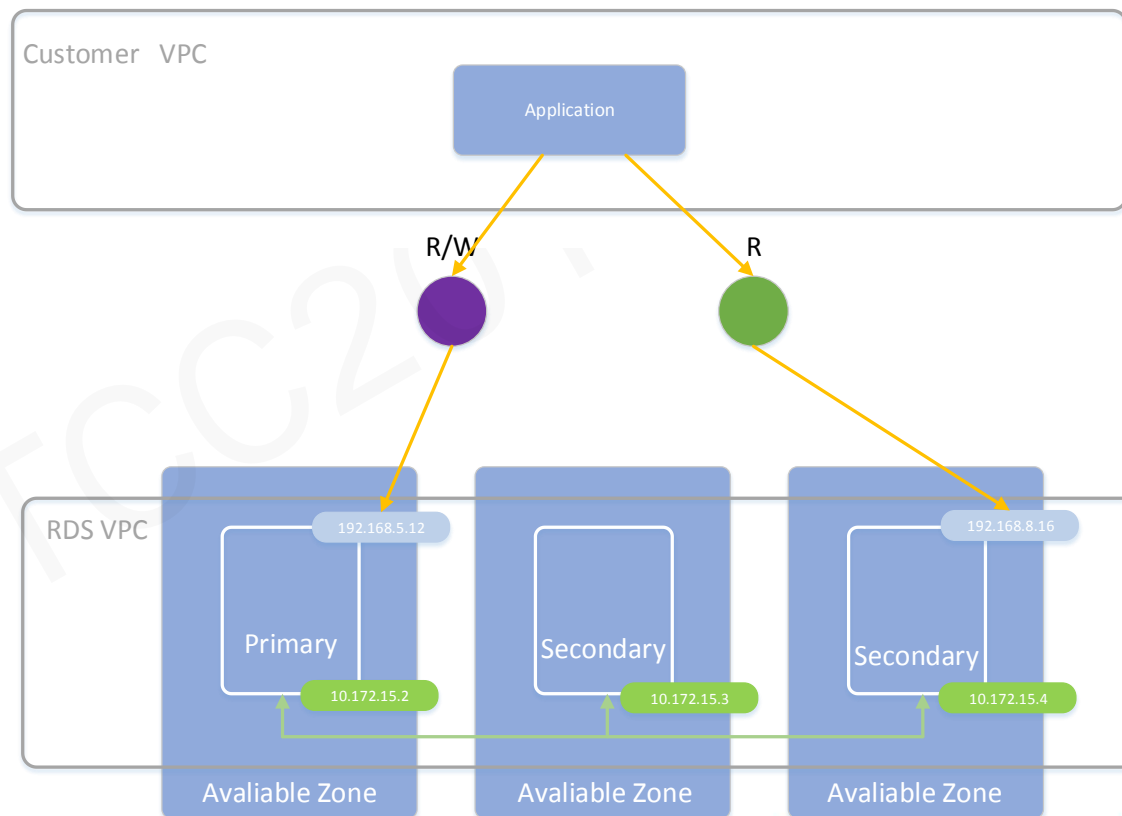 Customer VPC
Application
R/W
R
RDS VPC
192.168.5.12
192.168.8.16
Primary
Secondary
Secondary
10.172.15.2
10.172.15.3
10.172.15.4
Avaliable Zone
Avaliable Zone
Avaliable Zone